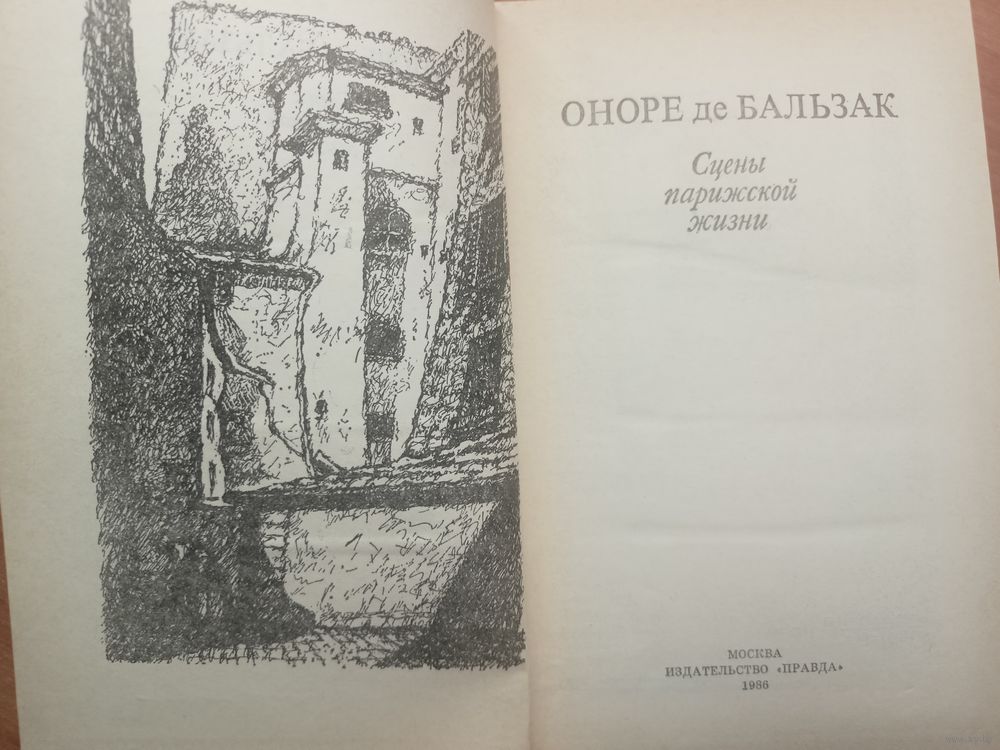 ОНОРЕ де БАЛЬЗАК
Сцены
парижской
жизни
МОСКВА
ИЗДАТЕЛЬСТВО «ПРАВДА»
1986